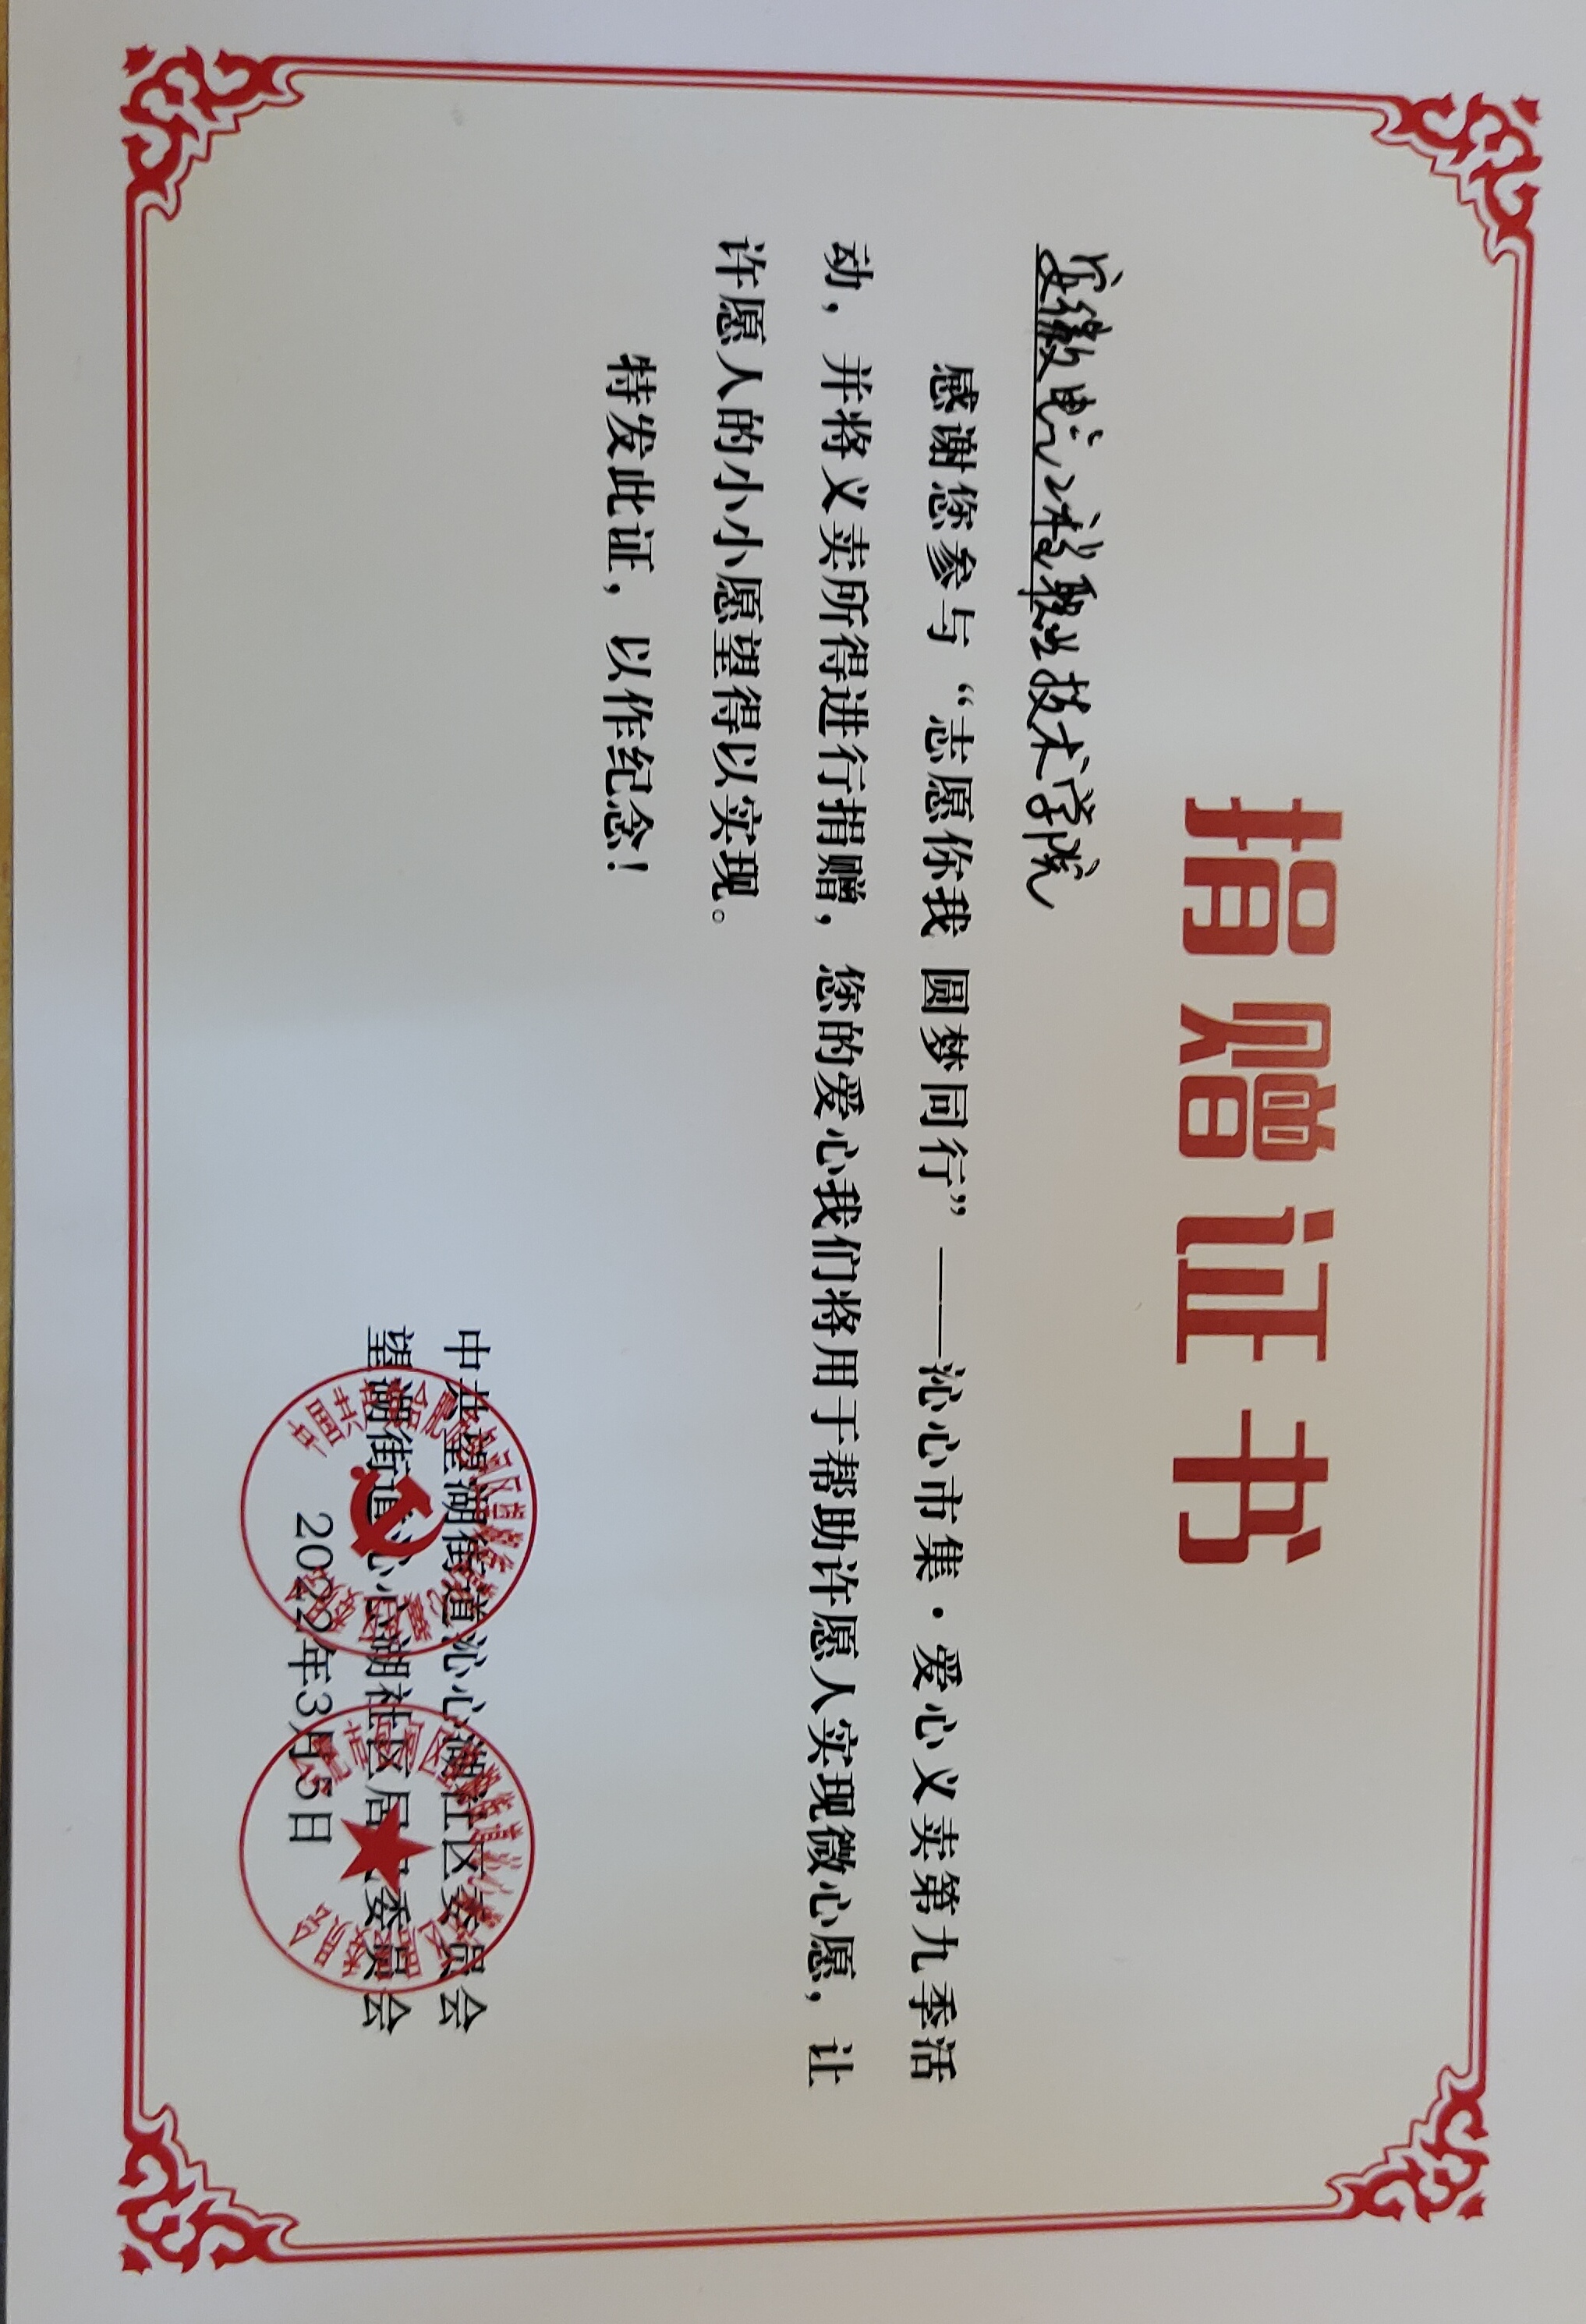 捐赠证书
安徽电气工程职业技术学院
感谢您参与“志愿你我 圆梦同行”——沁心市集·爱心义卖第九季活
动，并将义卖所得进行捐赠，您的爱心我们将用于帮助许愿人实现微心愿，让
许愿人的小小愿望得以实现。
特发此证，以作纪念！
中共望湖街道沁心湖社区委员会
望湖街道沁心湖社区居民委员会
2022年3月5日